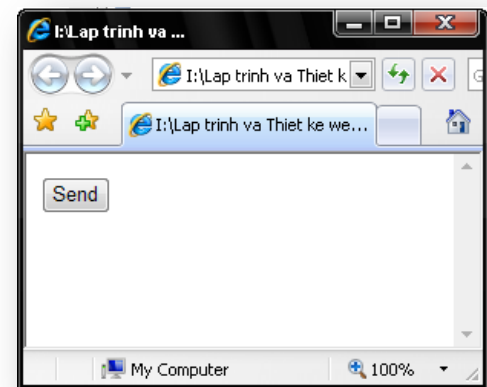 I:\Lap trinh va ...
I:\Lap trinh va Thiet k
G
I:\Lap trinh va Thiet ke we...
Send
My Computer
100%